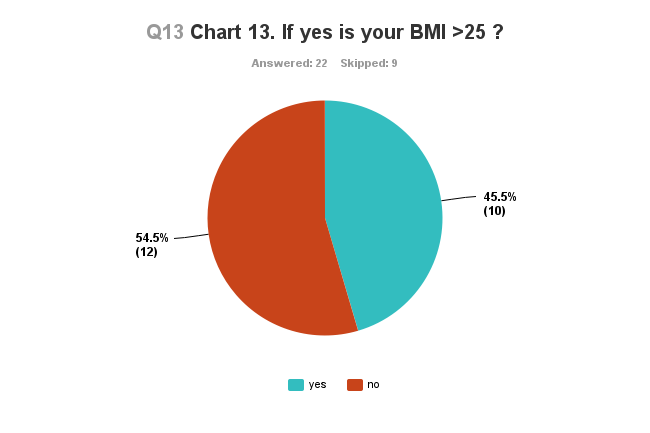 Q13 Chart 13. If yes is your BMI >25 ?
Answered: 22 Skipped: 9
45.5%
(10)
54.5%
(12)
yes no